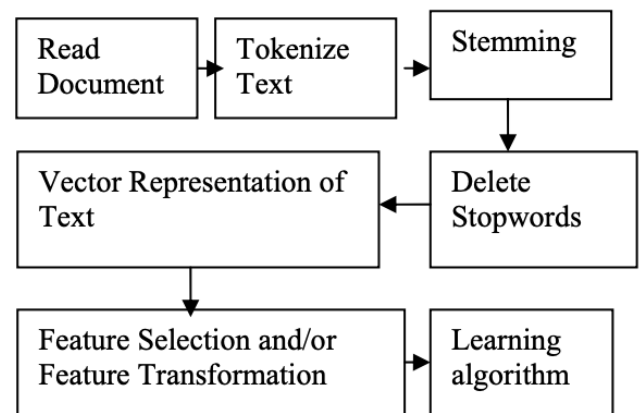 Read
Document
Tokenize
Text
Stemming
Delete
Stopwords
Vector Representation of
Text
Feature Selection and/or
Feature Transformation
Learning
algorithm